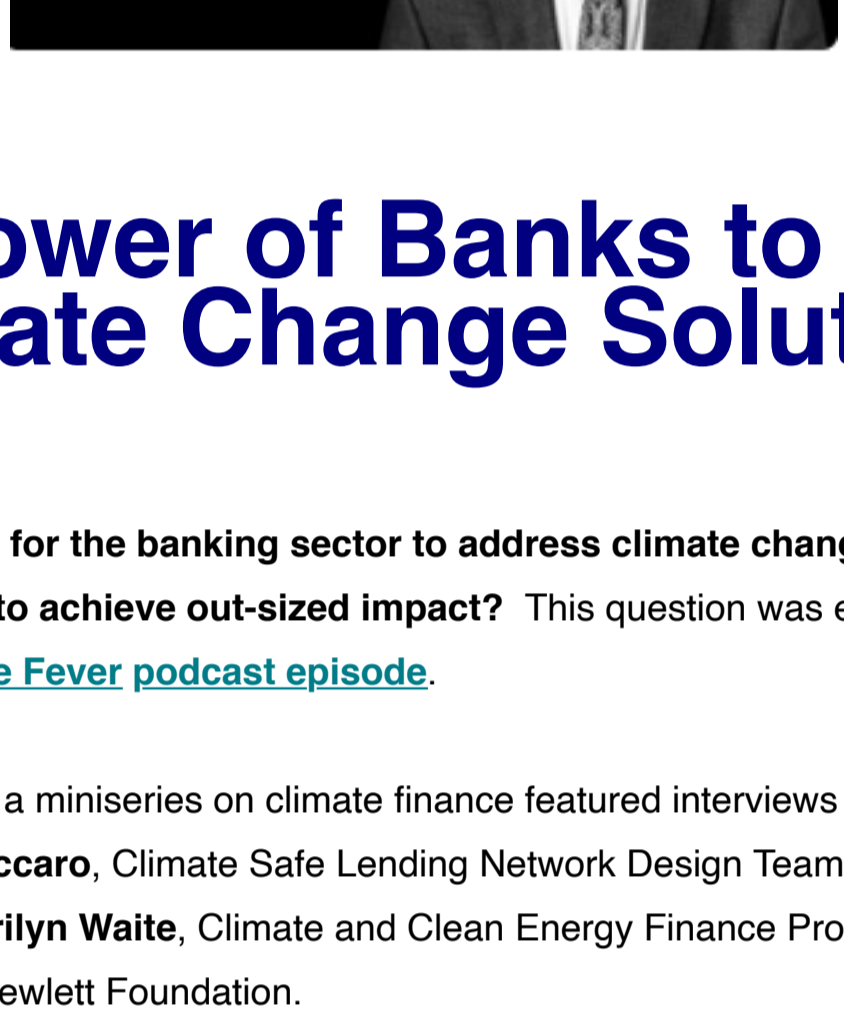 ower of Banks to
ate Change Solut
for the banking sector to address climate chang
to achieve out-sized impact?  This question was e
e Fever podcast episode.
a miniseries on climate finance featured interviews
ccaro, Climate Safe Lending Network Design Team
rilyn Waite, Climate and Clean Energy Finance Pro
ewlett Foundation.